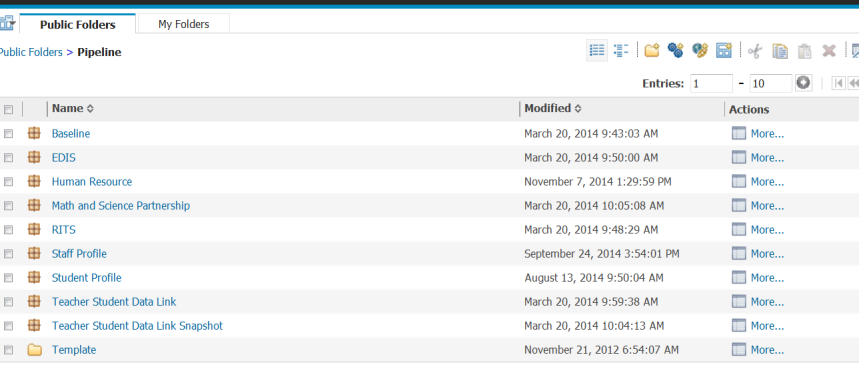 Public Folders My Folders
Public Folders > Pipeline
Entries: 1 - 10
Name Modified Actions
Baseline March 20, 2014 9:43:03 AM More...
EDIS March 20, 2014 9:50:00 AM More...
Human Resource November 7, 2014 1:29:59 PM More...
Math and Science Partnership March 20, 2014 10:05:08 AM More...
RITS March 20, 2014 9:48:29 AM More...
Staff Profile September 24, 2014 3:54:01 PM More...
Student Profile August 13, 2014 9:50:04 AM More...
Teacher Student Data Link March 20, 2014 9:59:38 AM More...
Teacher Student Data Link Snapshot March 20, 2014 10:04:13 AM More...
Template November 21, 2012 6:54:07 AM More...